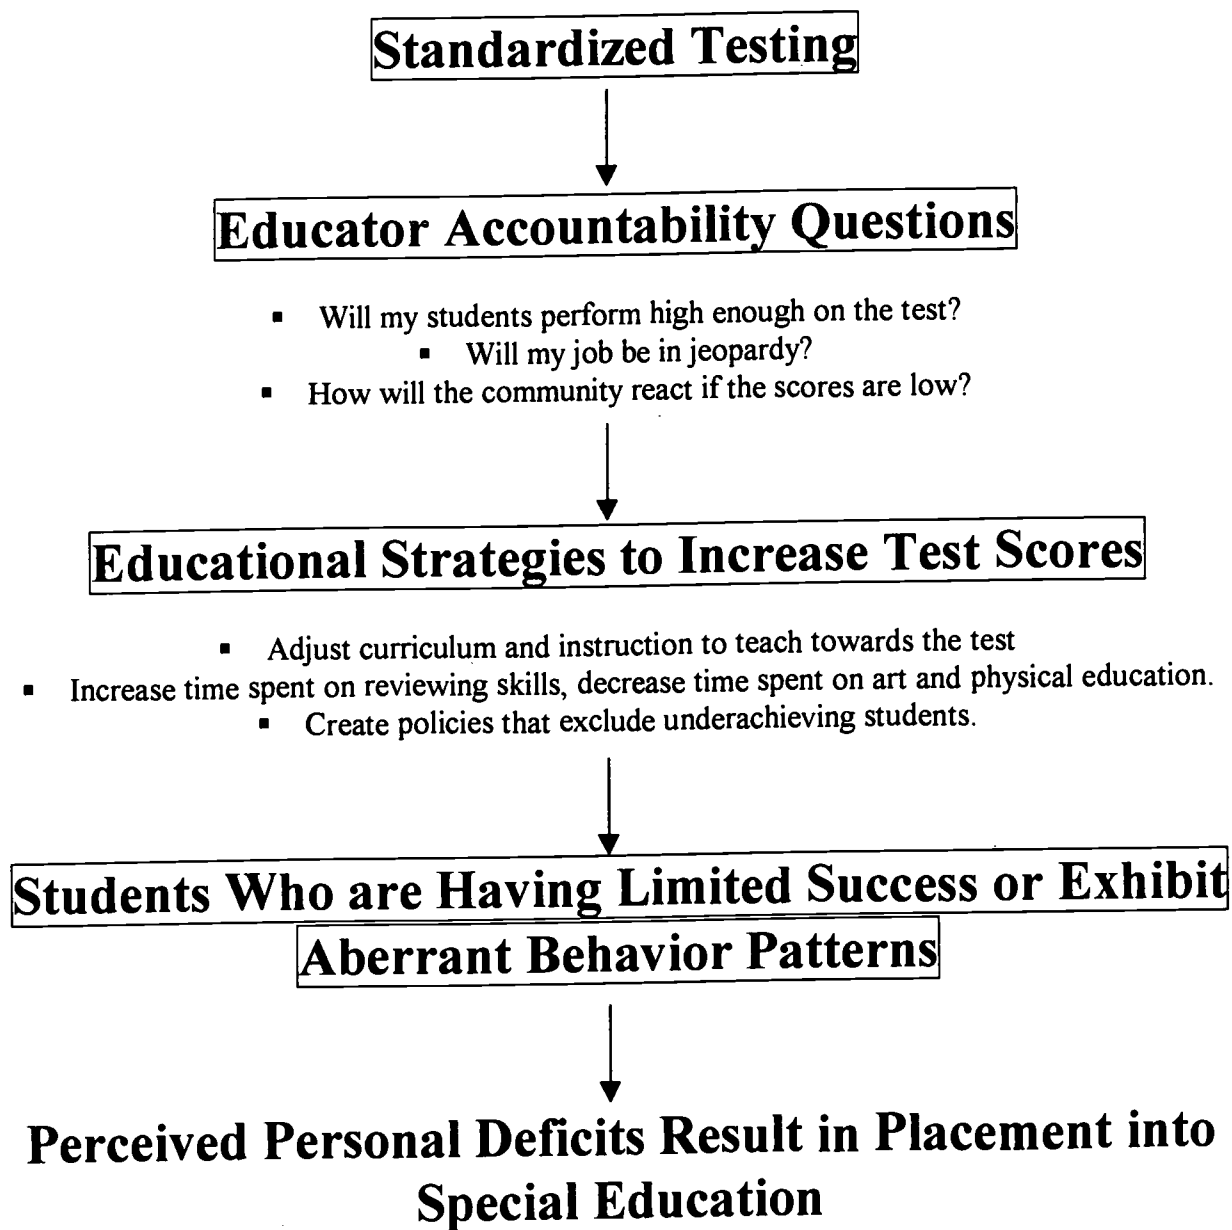 Standardized Testing
Educator Accountability Questions
▪ Will my students perform high enough on the test?
▪ Will my job be in jeopardy?
▪ How will the community react if the scores are low?
Educational Strategies to Increase Test Scores
▪ Adjust curriculum and instruction to teach towards the test
▪ Increase time spent on reviewing skills, decrease time spent on art and physical education.
▪ Create policies that exclude underachieving students.
Students Who are Having Limited Success or Exhibit
Aberrant Behavior Patterns
Perceived Personal Deficits Result in Placement into
Special Education